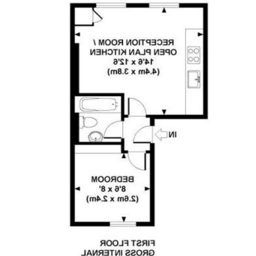 RECEPTION ROOM /
OPEN PLAN KITCHEN
14'6 x 12'6
(4.4m x 3.8m)
IN
BEDROOM
8'6 x 8'
(2.6m x 2.4m)
FIRST FLOOR
GROSS INTERNAL